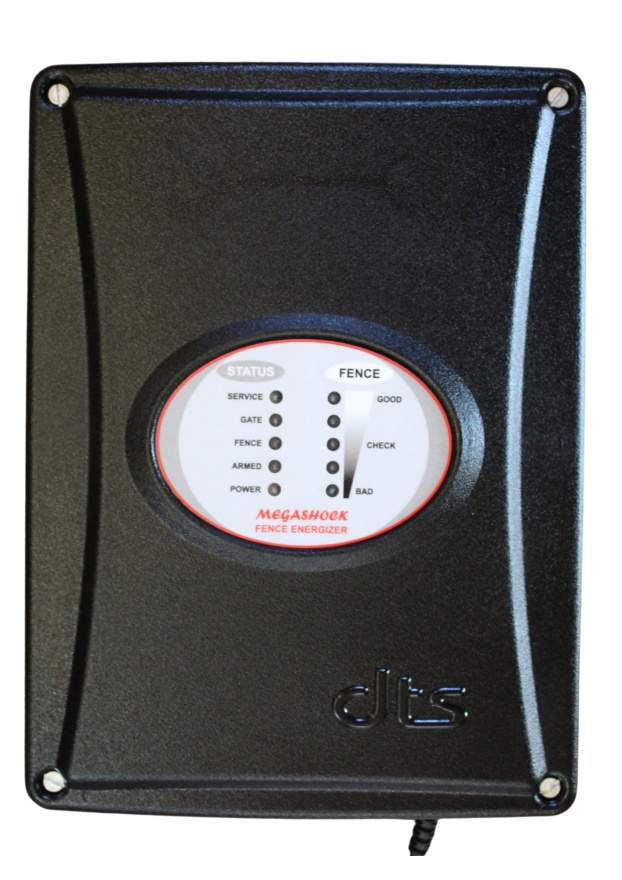 STATUS
FENCE
SERVICE
GATE
FENCE
ARMED
POWER
GOOD
CHECK
BAD
MEGASHOCK
FENCE ENERGIZER
dts